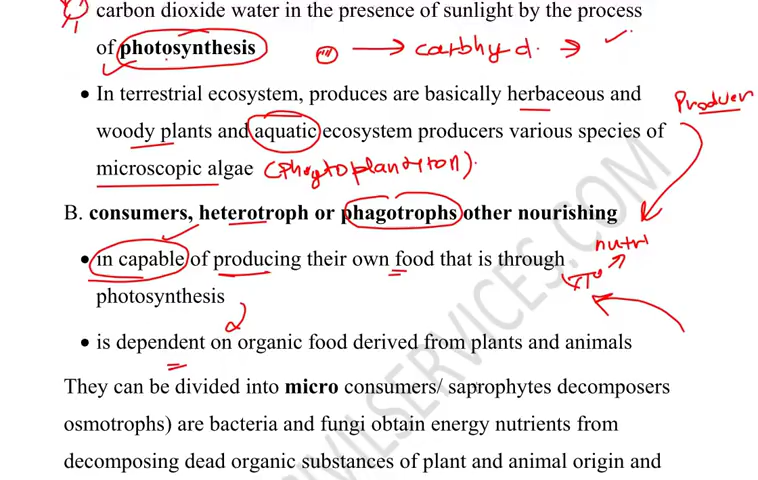 carbon dioxide water in the presence of sunlight by the process
of photosynthesis → carbhyd. →
• In terrestrial ecosystem, produces are basically herbaceous and
Producer
woody plants and aquatic ecosystem producers various species of
microscopic algae (phytoplankton).
B. consumers, heterotroph or phagotrophs other nourishing
nutri
• in capable of producing their own food that is through
photosynthesis
• is dependent on organic food derived from plants and animals
They can be divided into micro consumers/ saprophytes decomposers
osmotrophs) are bacteria and fungi obtain energy nutrients from
decomposing dead organic substances of plant and animal origin and
SERVICES.COM